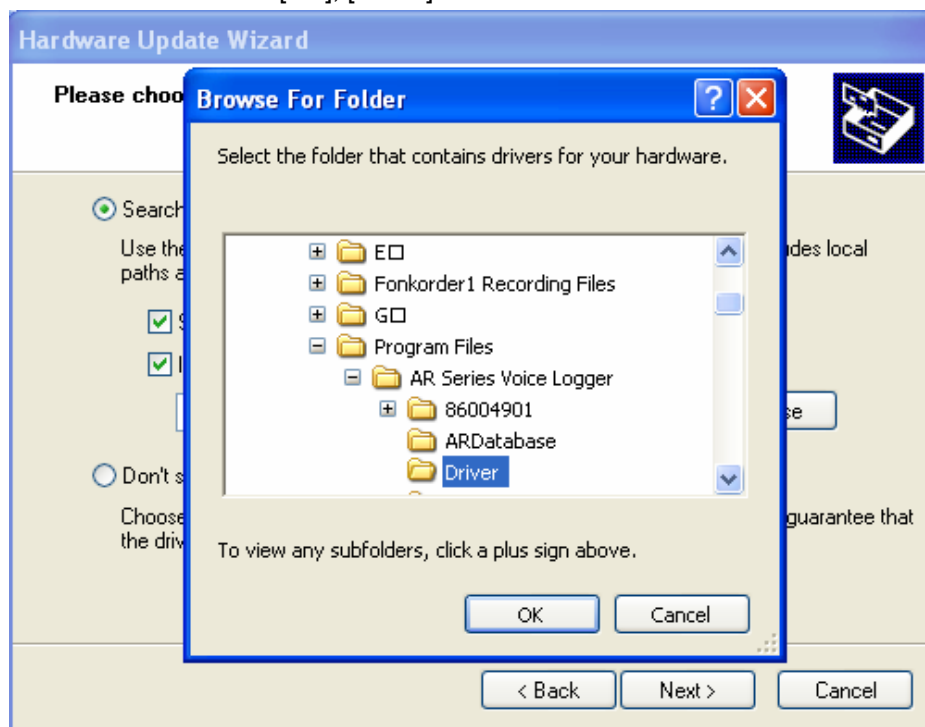 Hardware Update Wizard
Please choo
Browse For Folder
Select the folder that contains drivers for your hardware.
Search
Use the
udes local
paths a
E□
Fonkorder1 Recording Files
G□
Program Files
AR Series Voice Logger
86004901
se
ARDatabase
Driver
Don't s
Choose
guarantee that
the driv
To view any subfolders, click a plus sign above.
OK
Cancel
< Back
Next >
Cancel